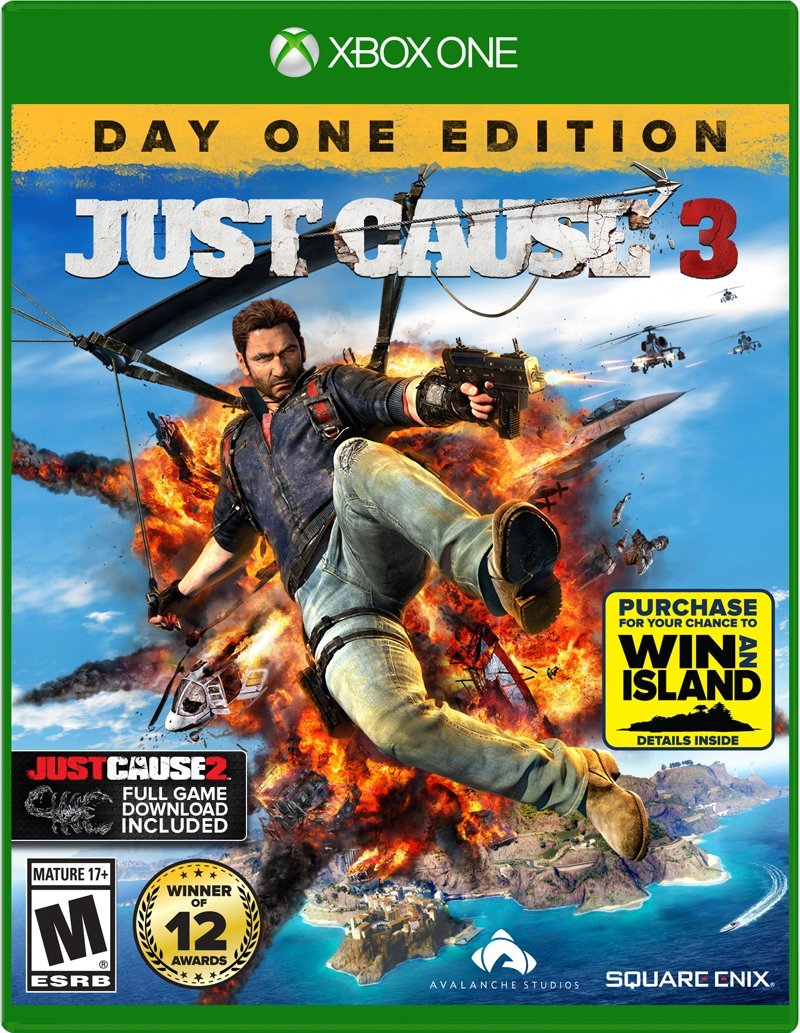 XBOX ONE
DAY ONE EDITION
JUST CAUSE 3
PURCHASE
FOR YOUR CHANCE TO
WIN AN
ISLAND
DETAILS INSIDE
JUST CAUSE 2
FULL GAME
DOWNLOAD
INCLUDED
MATURE 17+
M
ESRB
WINNER
OF
12
AWARDS
AVALANCHE STUDIOS
SQUARE ENIX®